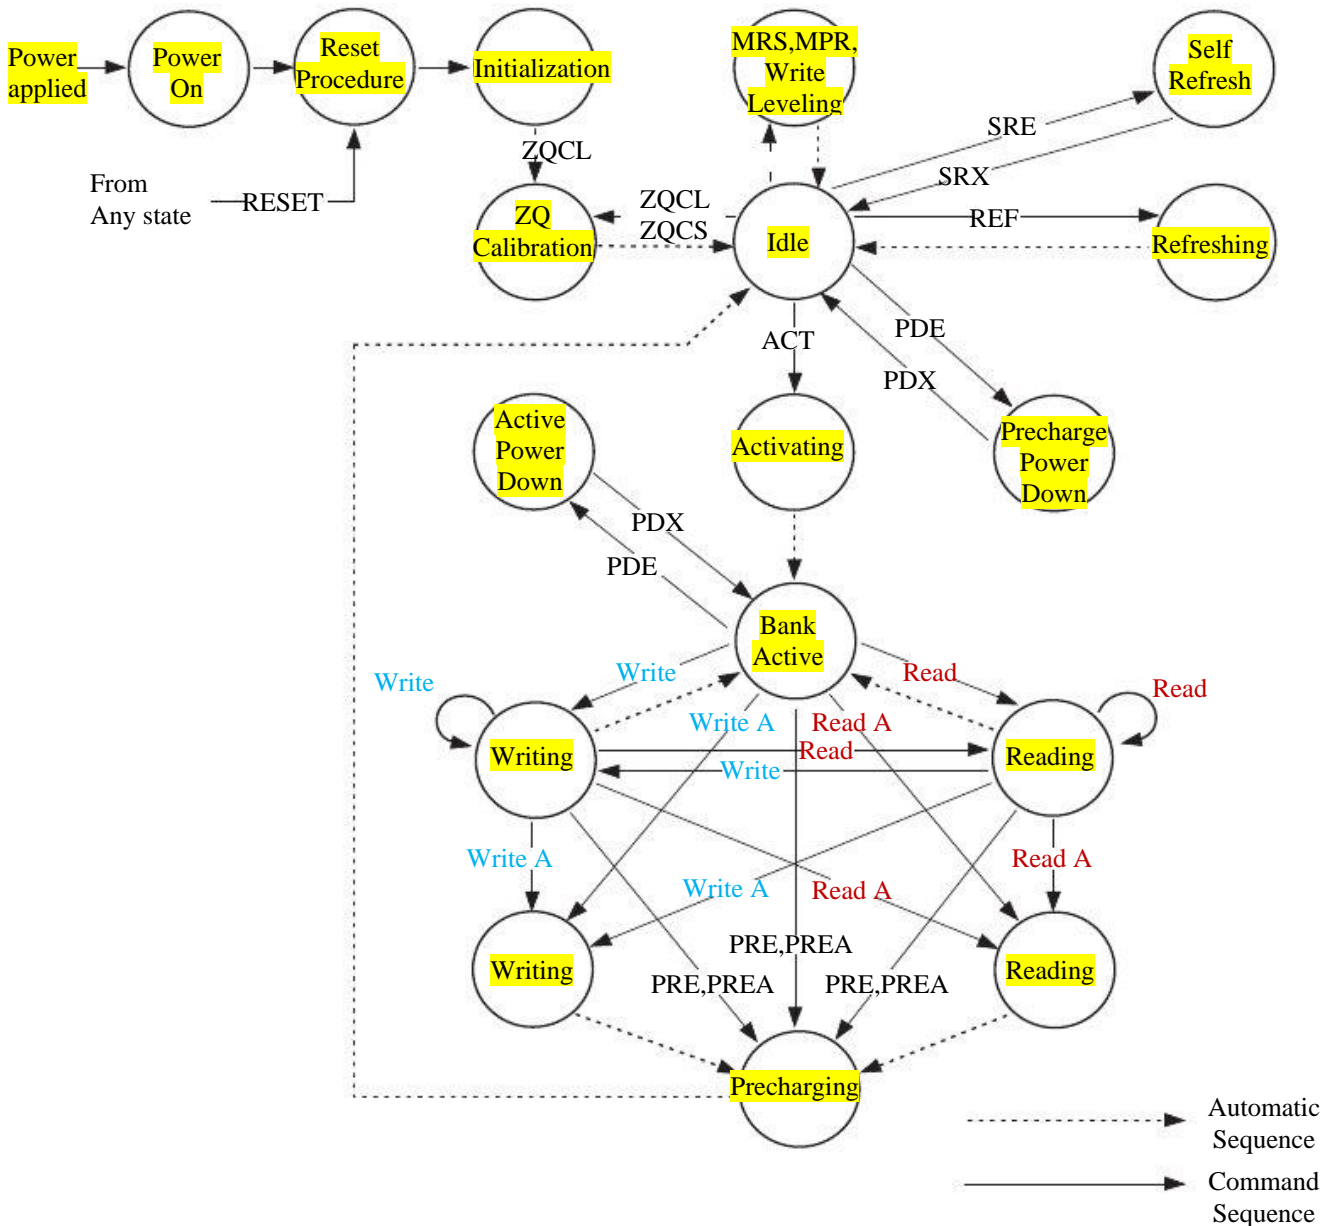 Power
applied
Power
On
Reset
Procedure
Initialization
MRS,MPR,
Write
Leveling
Self
Refresh
SRE
SRX
ZQCL
From
Any state
RESET
ZQ
Calibration
ZQCL
ZQCS
Idle
REF
Refreshing
ACT
PDE
PDX
Active
Power
Down
Activating
Precharge
Power
Down
PDX
PDE
Bank
Active
Write
Write
Read
Read
Write A
Read A
Writing
Read
Write
Reading
Write A
Write A
Read A
Read A
Writing
PRE,PREA
PRE,PREA
PRE,PREA
Reading
Precharging
Automatic
Sequence
Command
Sequence